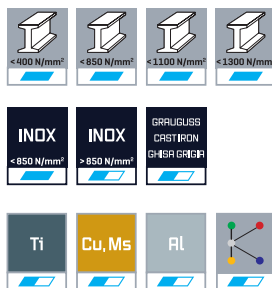 <400 N/mm² <850 N/mm² <1100 N/mm² <1300 N/mm²
INOX INOX GRAUGUSS
CAST IRON
GHISA GRIGIA
<850 N/mm² >850 N/mm²
Ti Cu, Ms Al